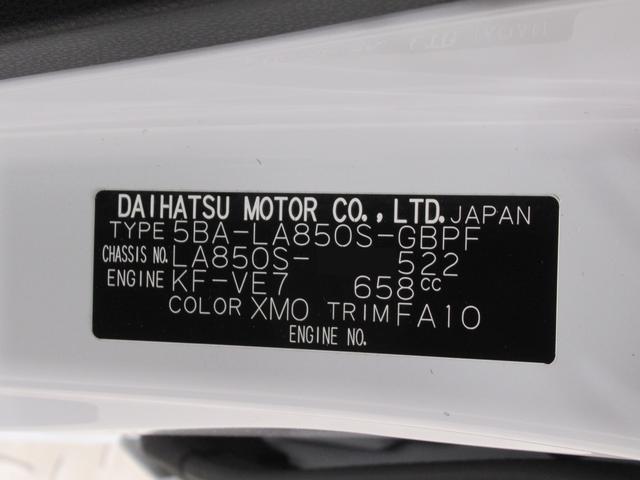 DAIHATSU MOTOR CO.,LTD. JAPAN
TYPE 5BA-LA850S-GBPF
CHASSIS NO. LA850S- 522
ENGINE KF-VE7 658cc
COLOR XM0 TRIM FA10
ENGINE NO.